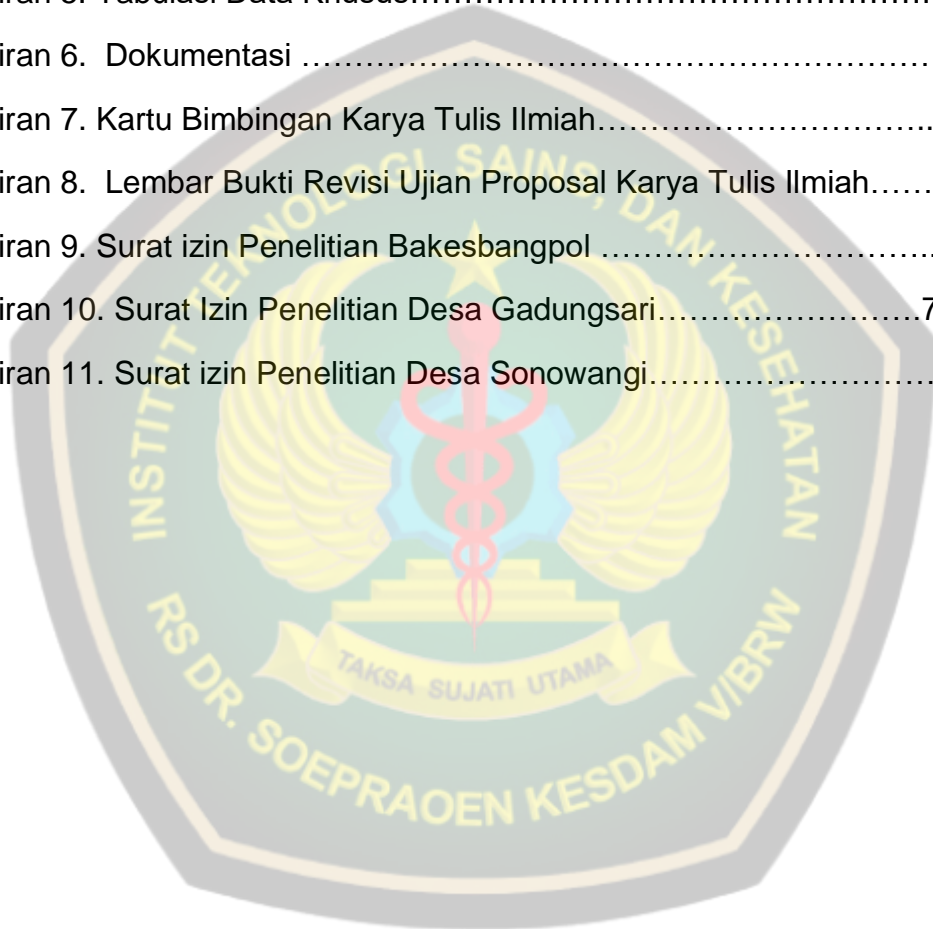 iran 5. Tabulasi Data Khusus……………………………………………….
iran 6.  Dokumentasi ……………………………………………………
iran 7. Kartu Bimbingan Karya Tulis Ilmiah…………………………..
iran 8.  Lembar Bukti Revisi Ujian Proposal Karya Tulis Ilmiah……
iran 9. Surat izin Penelitian Bakesbangpol …………………………..
iran 10. Surat Izin Penelitian Desa Gadungsari…………………….7
iran 11. Surat izin Penelitian Desa Sonowangi……………………….
INSTITUT TEKNOLOGI, SAINS, DAN KESEHATAN
TAKSA SUJATI UTAMA
RS DR. SOEPRAOEN KESDAM V/BRW